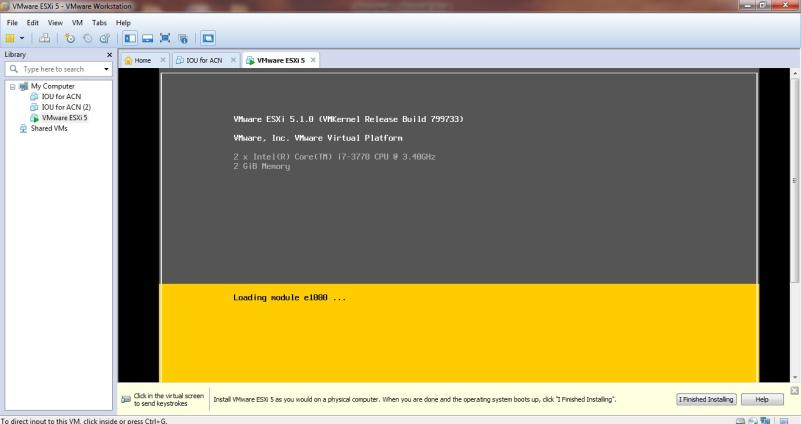 VMware ESXi 5 - VMware Workstation
File Edit View VM Tabs Help
Library
Type here to search
My Computer
IOU for ACN
IOU for ACN (2)
VMware ESXi 5
Shared VMs
Home
IOU for ACN
VMware ESXi 5
VMware ESXi 5.1.0 (VMKernel Release Build 799733)
VMware, Inc. VMware Virtual Platform
2 x Intel(R) Core(TM) i7-3770 CPU @ 3.40GHz
2 GiB Memory
Loading module e1000 ...
Click in the virtual screen
to send keystrokes
Install VMware ESXi 5 as you would on a physical computer. When you are done and the operating system boots up, click "I Finished Installing".
I Finished Installing
Help
To direct input to this VM, click inside or press Ctrl+G.